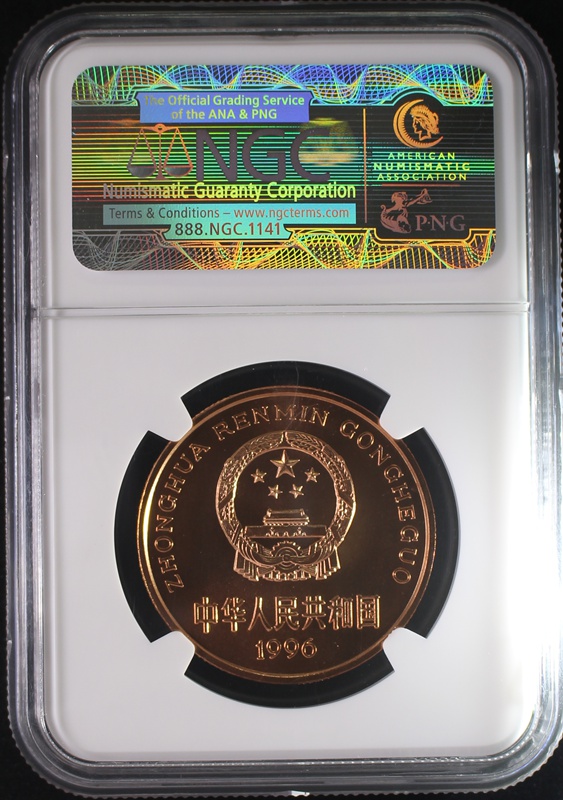 The Official Grading Service
of the ANA & PNG
NGC
Numismatic Guaranty Corporation
Terms & Conditions – www.ngcterms.com
888.NGC.1141
AMERICAN
NUMISMATIC
ASSOCIATION
P·N·G
ZHONGHUA RENMIN GONGHEGUO
中华人民共和国
1996